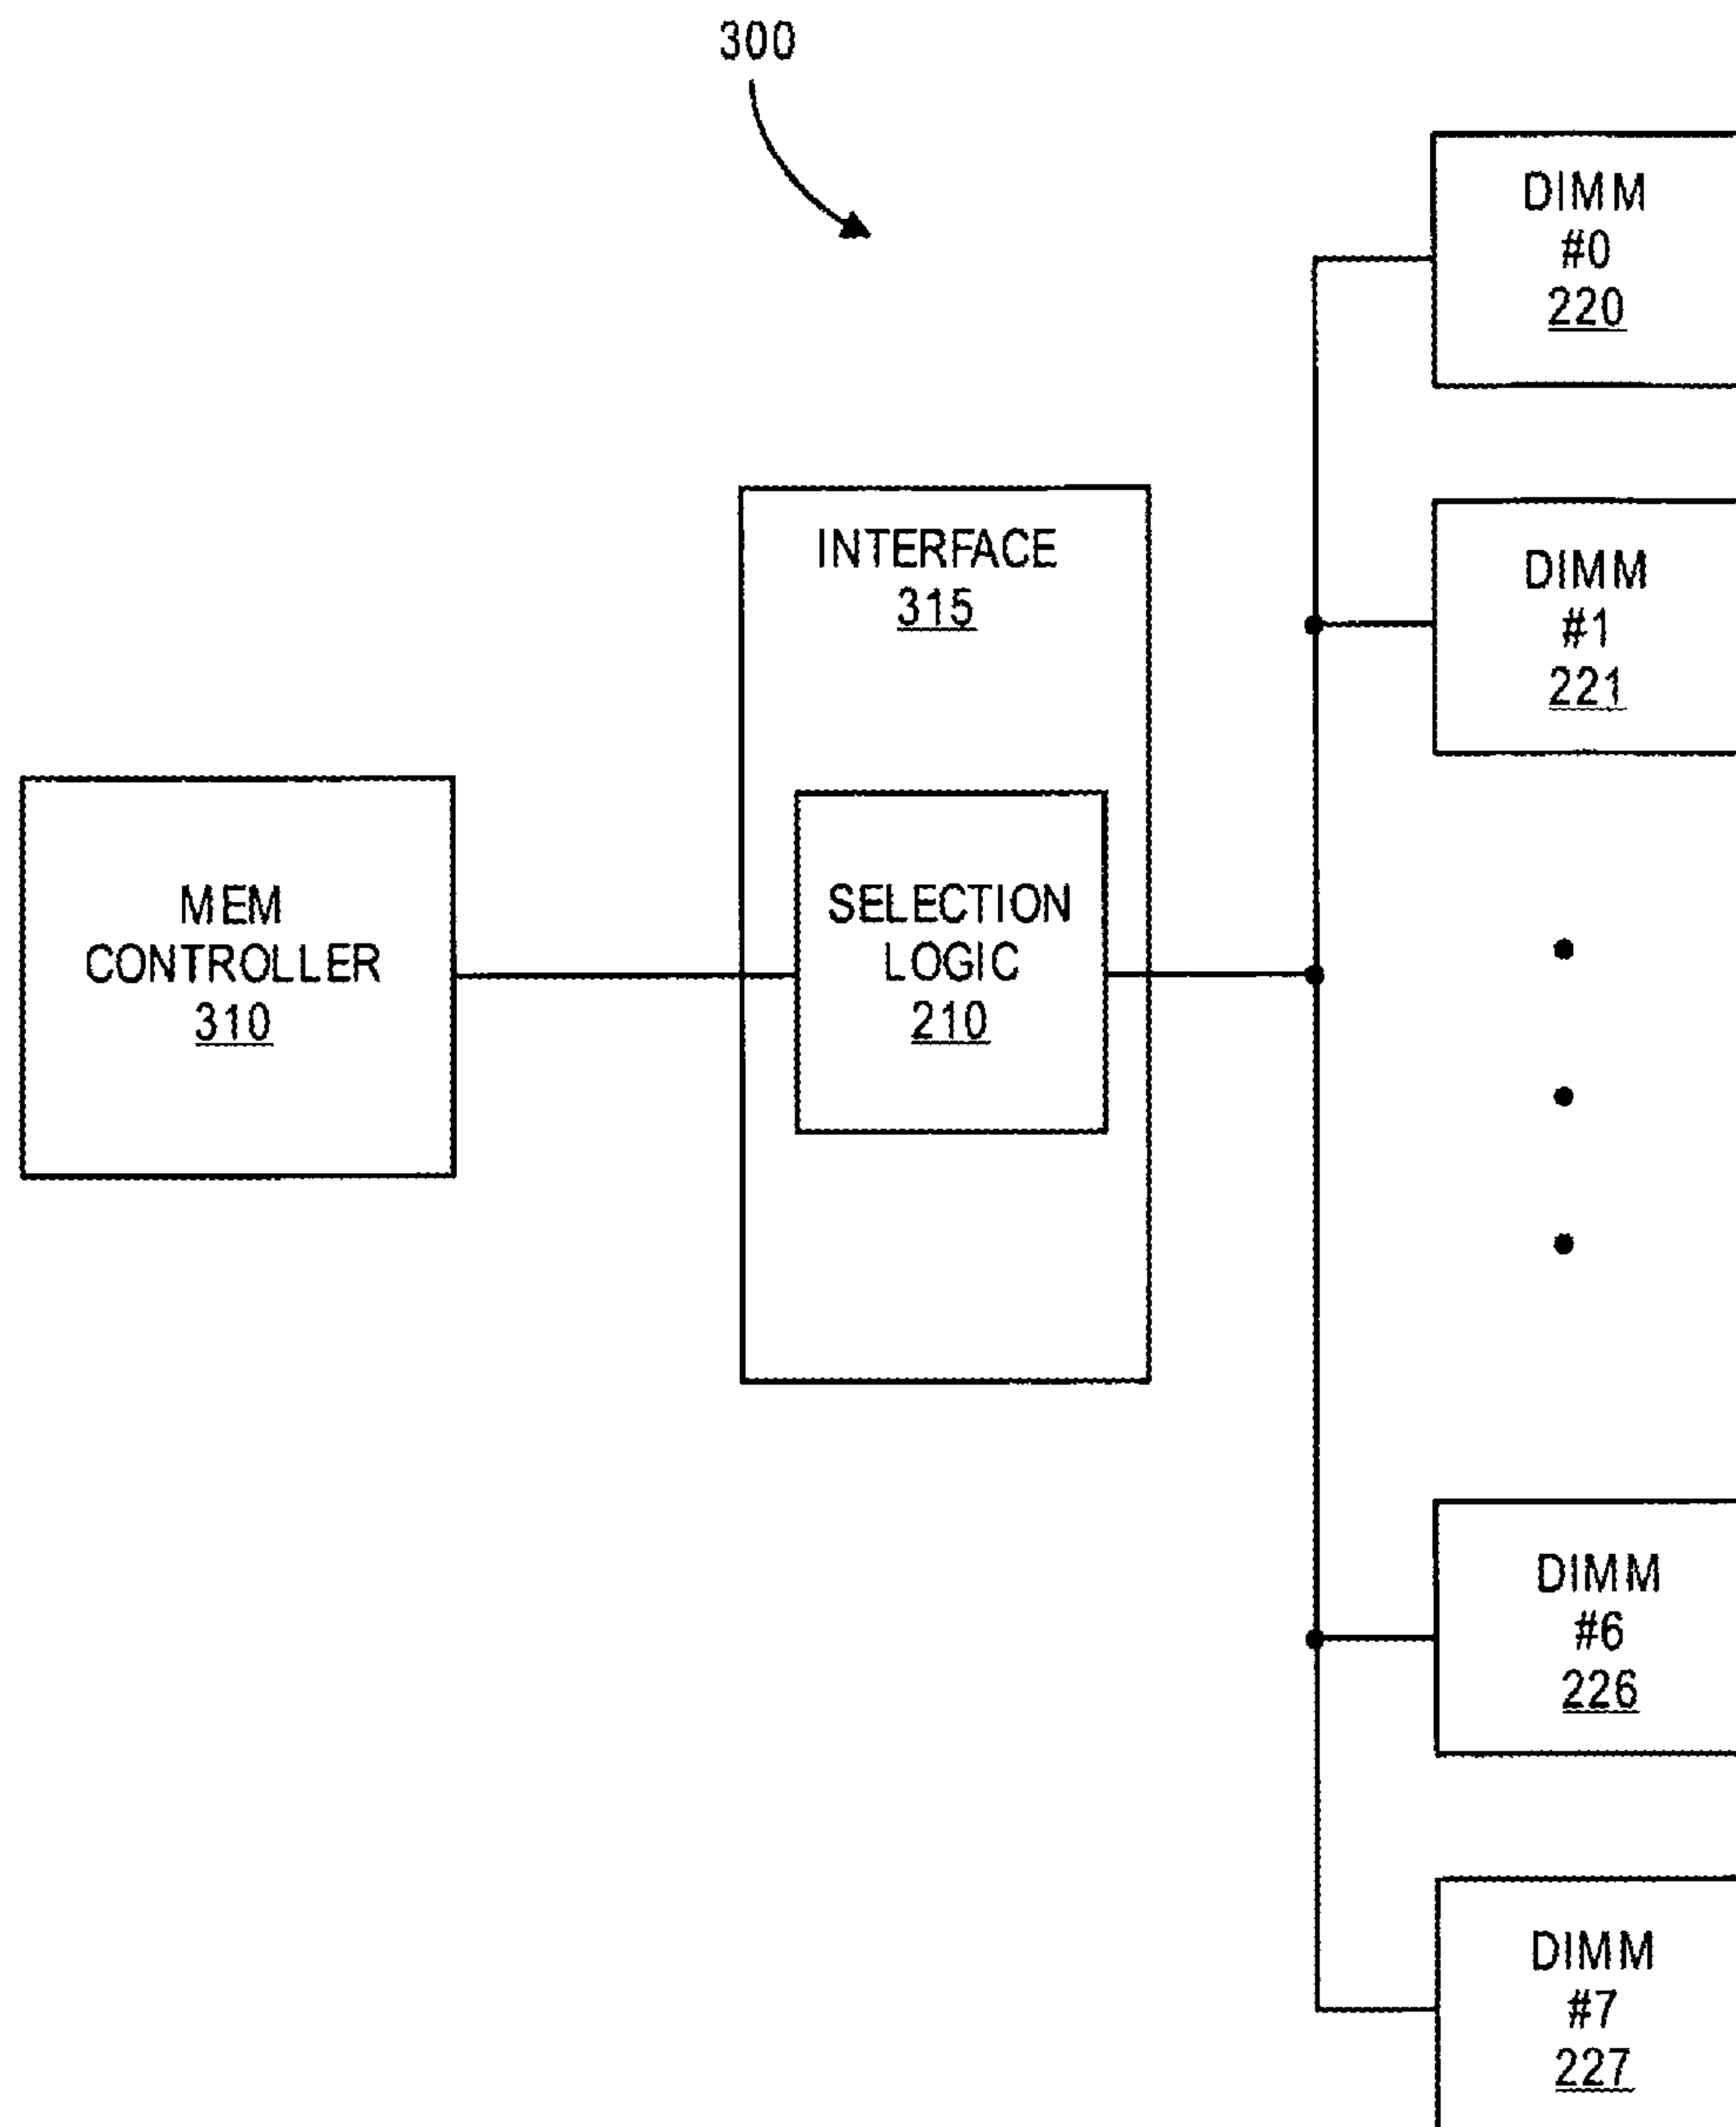 300
DIMM
#0
220
INTERFACE
315
DIMM
#1
221
MEM
CONTROLLER
310
SELECTION
LOGIC
210
DIMM
#6
226
DIMM
#7
227